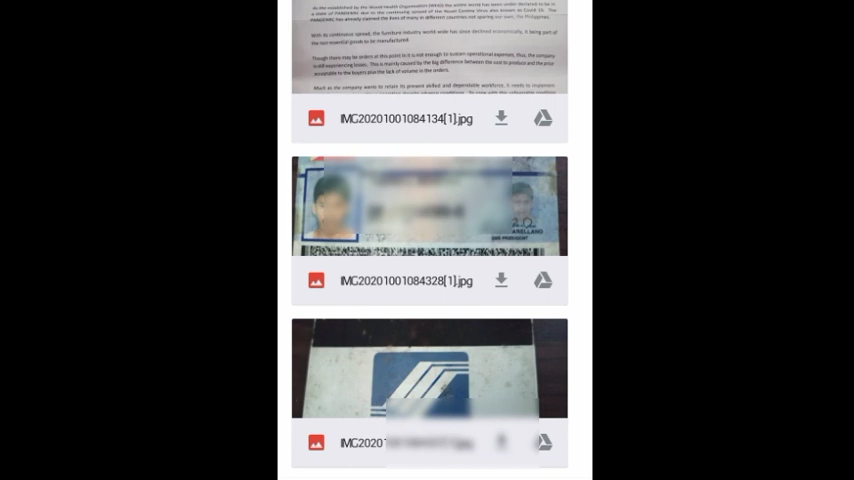 As the established by the World Health Organization (WHO) the entire world has been under declared to be in
a state of PANDEMIC due to the continuing spread of the Novel Corona Virus also known as Covid 19. The
PANDEMIC has already claimed the lives of many in different countries not sparing our own, the Philippines.
With its continuous spread, the furniture industry world wide has since declined economically, it being part of
the non essential goods to be manufactured.
Though there may be orders at this point it is not enough to sustain operational expenses, thus, the company
is still experiencing losses. This is mainly caused by the big difference between the cost to produce and the price
acceptable to the buyers plus the lack of volume in the orders.
Much as the company wants to retain its present skilled and dependable workforce, it needs to
IMG20201001084134[1].jpg
ARELLANO
PRESIDENT
IMG20201001084328[1].jpg
IMG2020